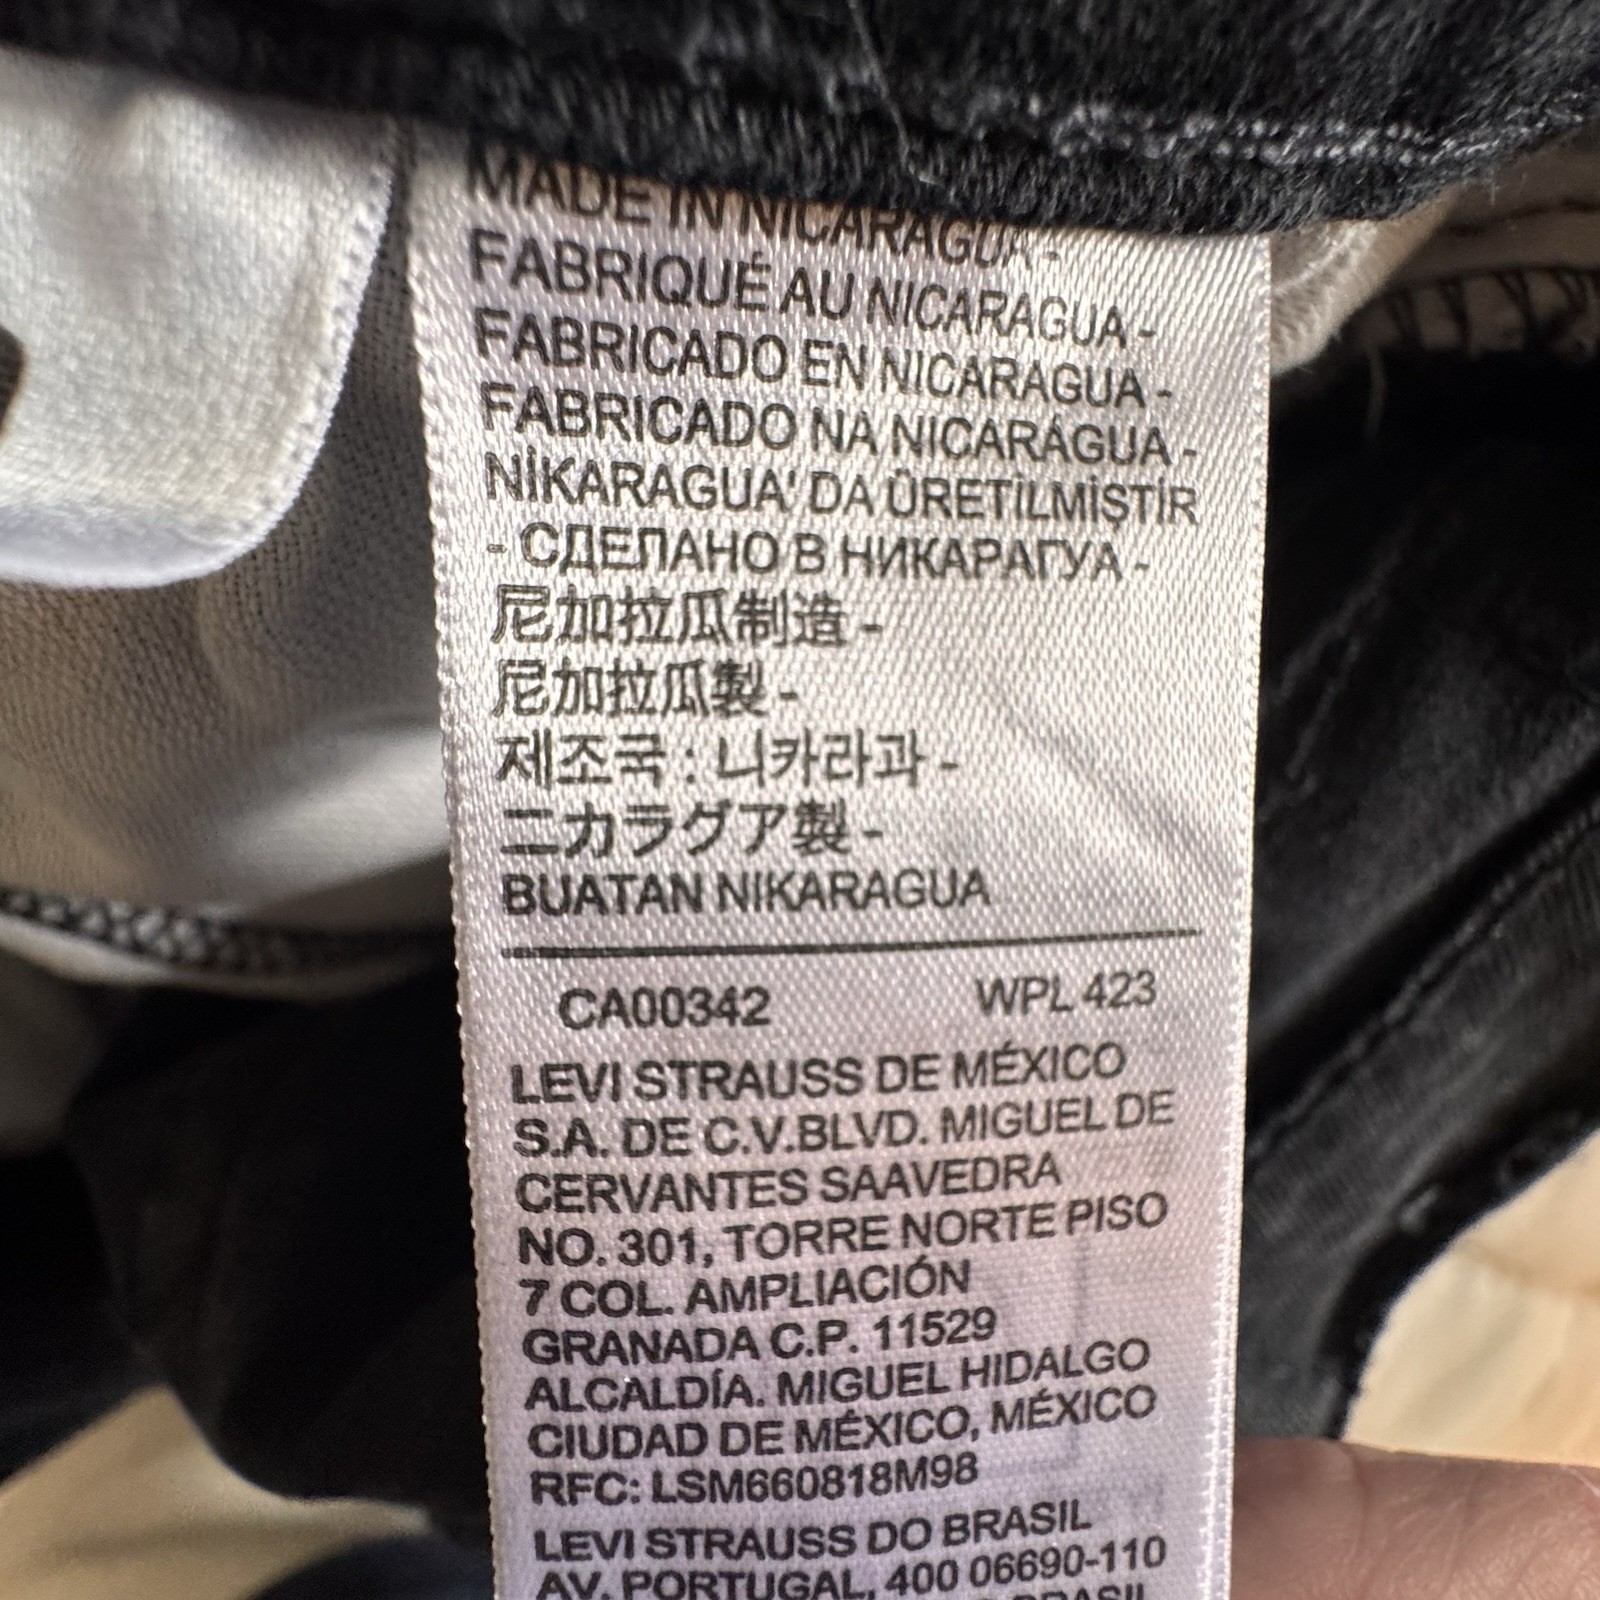 MADE IN NICARAGUA -
FABRIQUÉ AU NICARAGUA -
FABRICADO EN NICARAGUA -
FABRICADO NA NICARÁGUA -
NİKARAGUA' DA ÜRETİLMİŞTİR
- СДЕЛАНО В НИКАРАГУА -
尼加拉瓜制造 -
尼加拉瓜製 -
제조국 : 니카라과 -
ニカラグア製 -
BUATAN NIKARAGUA
CA00342 WPL 423
LEVI STRAUSS DE MÉXICO
S.A. DE C.V.BLVD. MIGUEL DE
CERVANTES SAAVEDRA
NO. 301, TORRE NORTE PISO
7 COL. AMPLIACIÓN
GRANADA C.P. 11529
ALCALDÍA. MIGUEL HIDALGO
CIUDAD DE MÉXICO, MÉXICO
RFC: LSM660818M98
LEVI STRAUSS DO BRASIL
AV. PORTUGAL, 400 06690-110
BRASIL